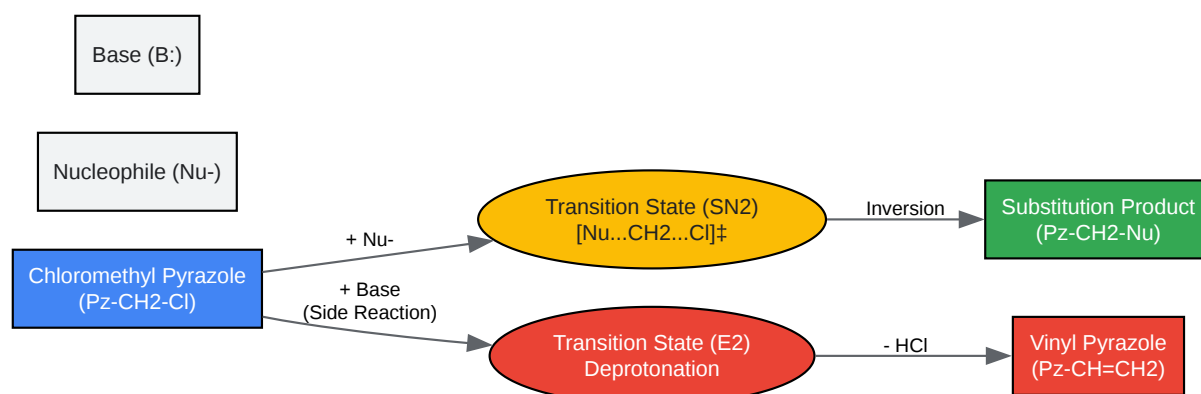 Base (B:)
Nucleophile (Nu-)
Chloromethyl Pyrazole
(Pz-CH2-Cl)
+ Nu-
+ Base
(Side Reaction)
Transition State (SN2)
[Nu...CH2...Cl]‡
Inversion
Substitution Product
(Pz-CH2-Nu)
Transition State (E2)
Deprotonation
- HCl
Vinyl Pyrazole
(Pz-CH=CH2)